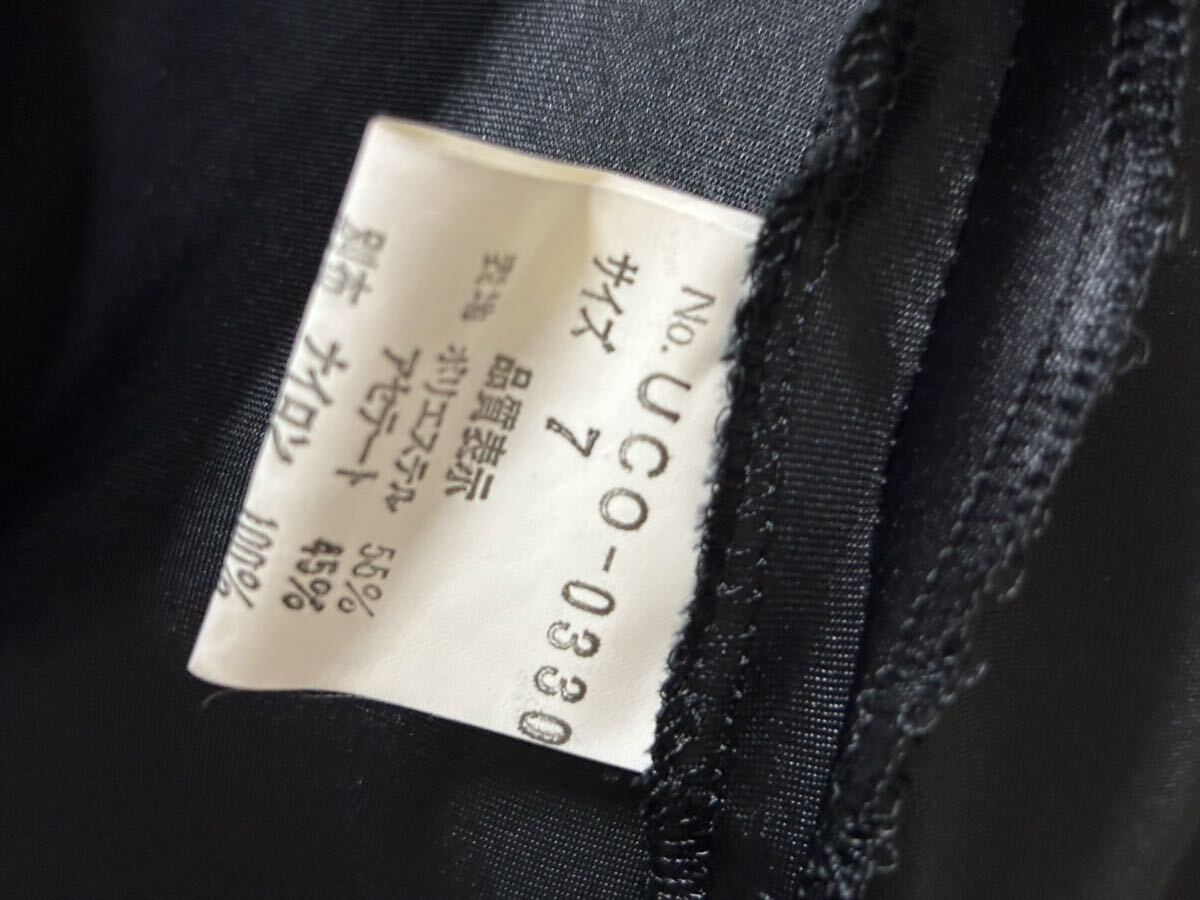 No. UCO-0330
サイズ 7
品質表示
表地 ポリエステル 55%
アセテート 45%
別布 ナイロン 100%